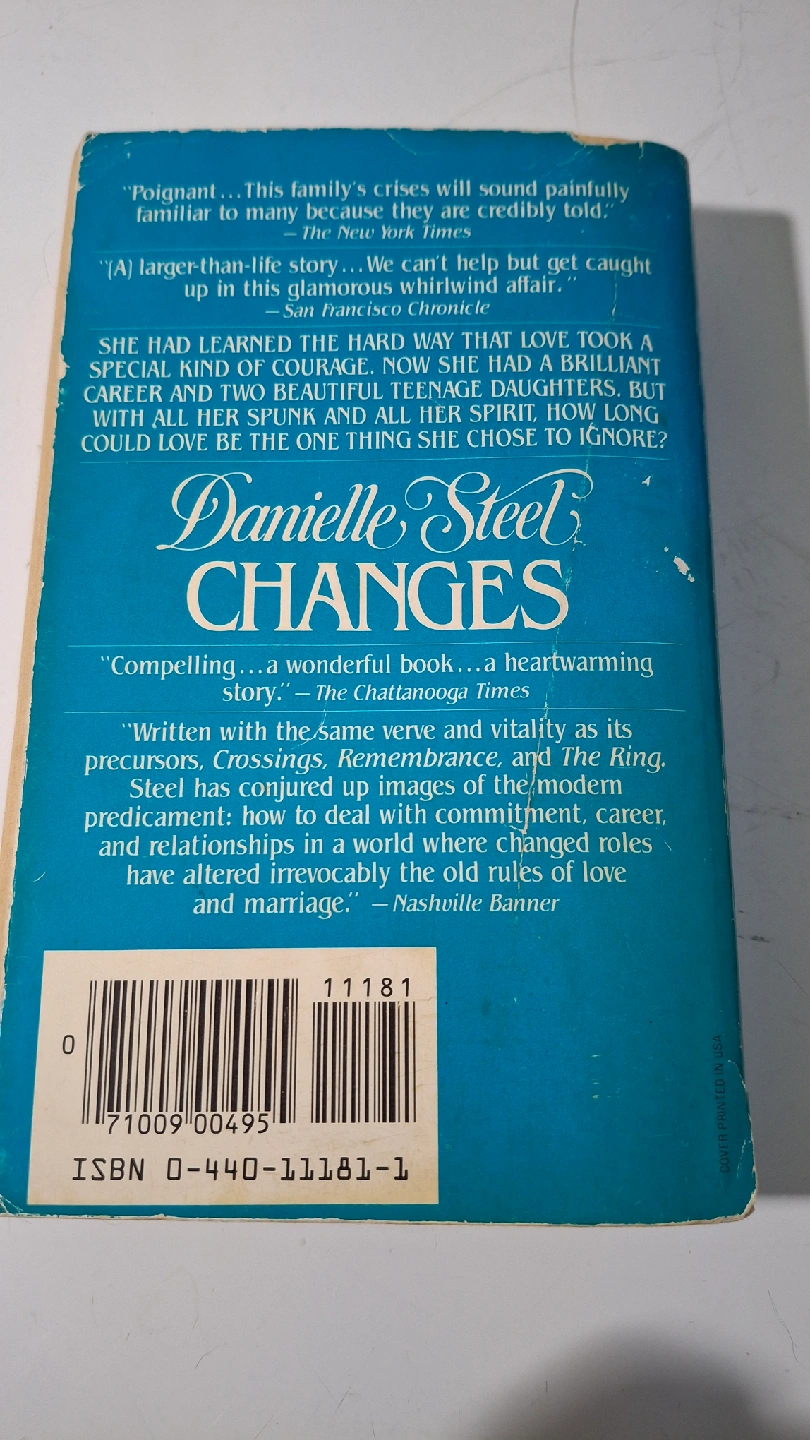 "Poignant...This family's crises will sound painfully
familiar to many because they are credibly told."
— The New York Times
"(A) larger-than-life story...We can't help but get caught
up in this glamorous whirlwind affair."
—San Francisco Chronicle
SHE HAD LEARNED THE HARD WAY THAT LOVE TOOK A
SPECIAL KIND OF COURAGE. NOW SHE HAD A BRILLIANT
CAREER AND TWO BEAUTIFUL TEENAGE DAUGHTERS. BUT
WITH ALL HER SPUNK AND ALL HER SPIRIT, HOW LONG
COULD LOVE BE THE ONE THING SHE CHOSE TO IGNORE?
Danielle Steel
CHANGES
"Compelling...a wonderful book...a heartwarming
story." — The Chattanooga Times
"Written with the same verve and vitality as its
precursors, Crossings, Remembrance, and The Ring.
Steel has conjured up images of the modern
predicament: how to deal with commitment, career,
and relationships in a world where changed roles
have altered irrevocably the old rules of love
and marriage." —Nashville Banner
11181
0
71009 00495
ISBN 0-440-11181-1
COVER PRINTED IN USA